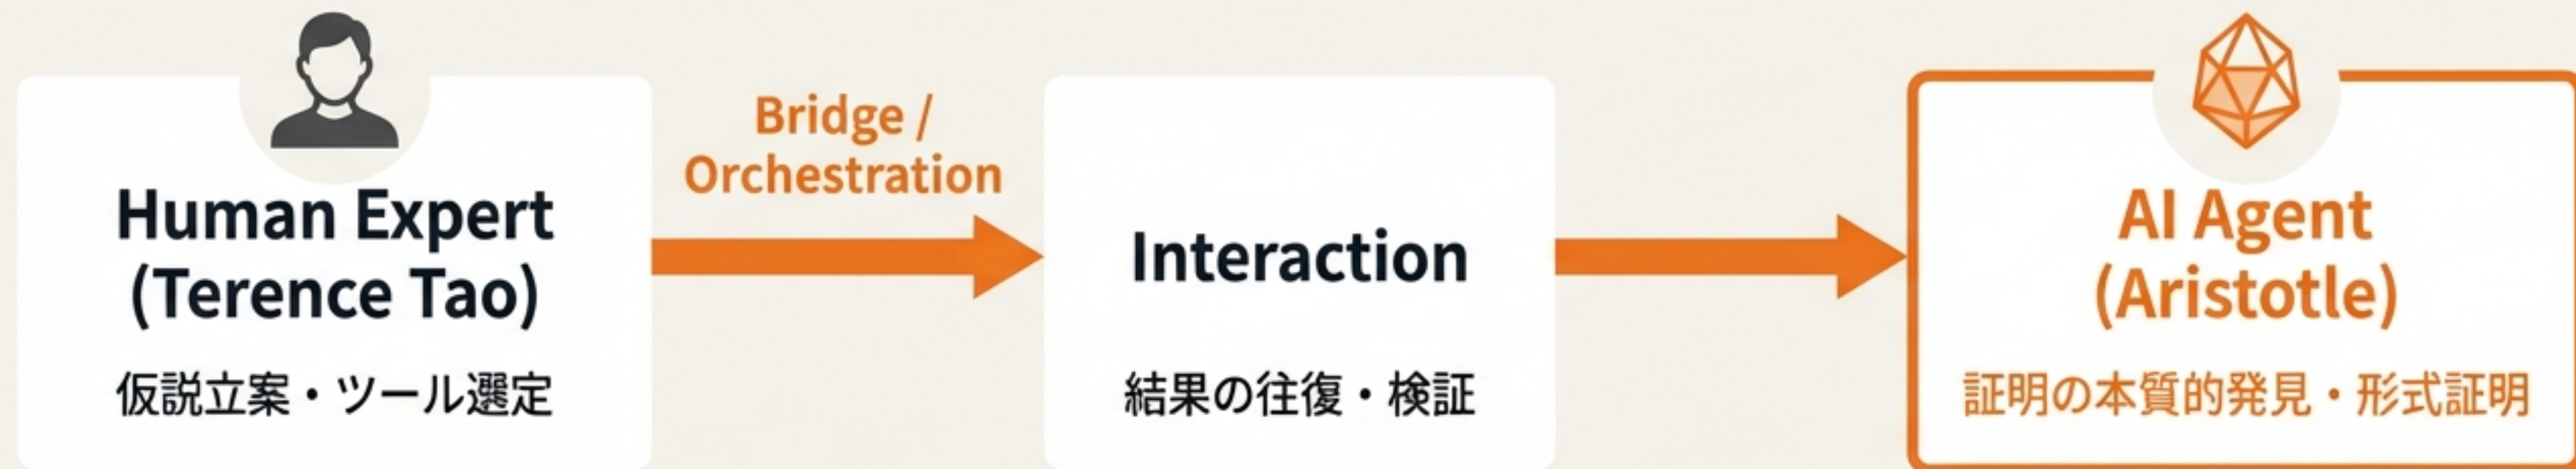 Human Expert
(Terence Tao)
仮説立案・ツール選定
Bridge /
Orchestration
Interaction
結果の往復・検証
AI Agent
(Aristotle)
証明の本質的発見・形式証明